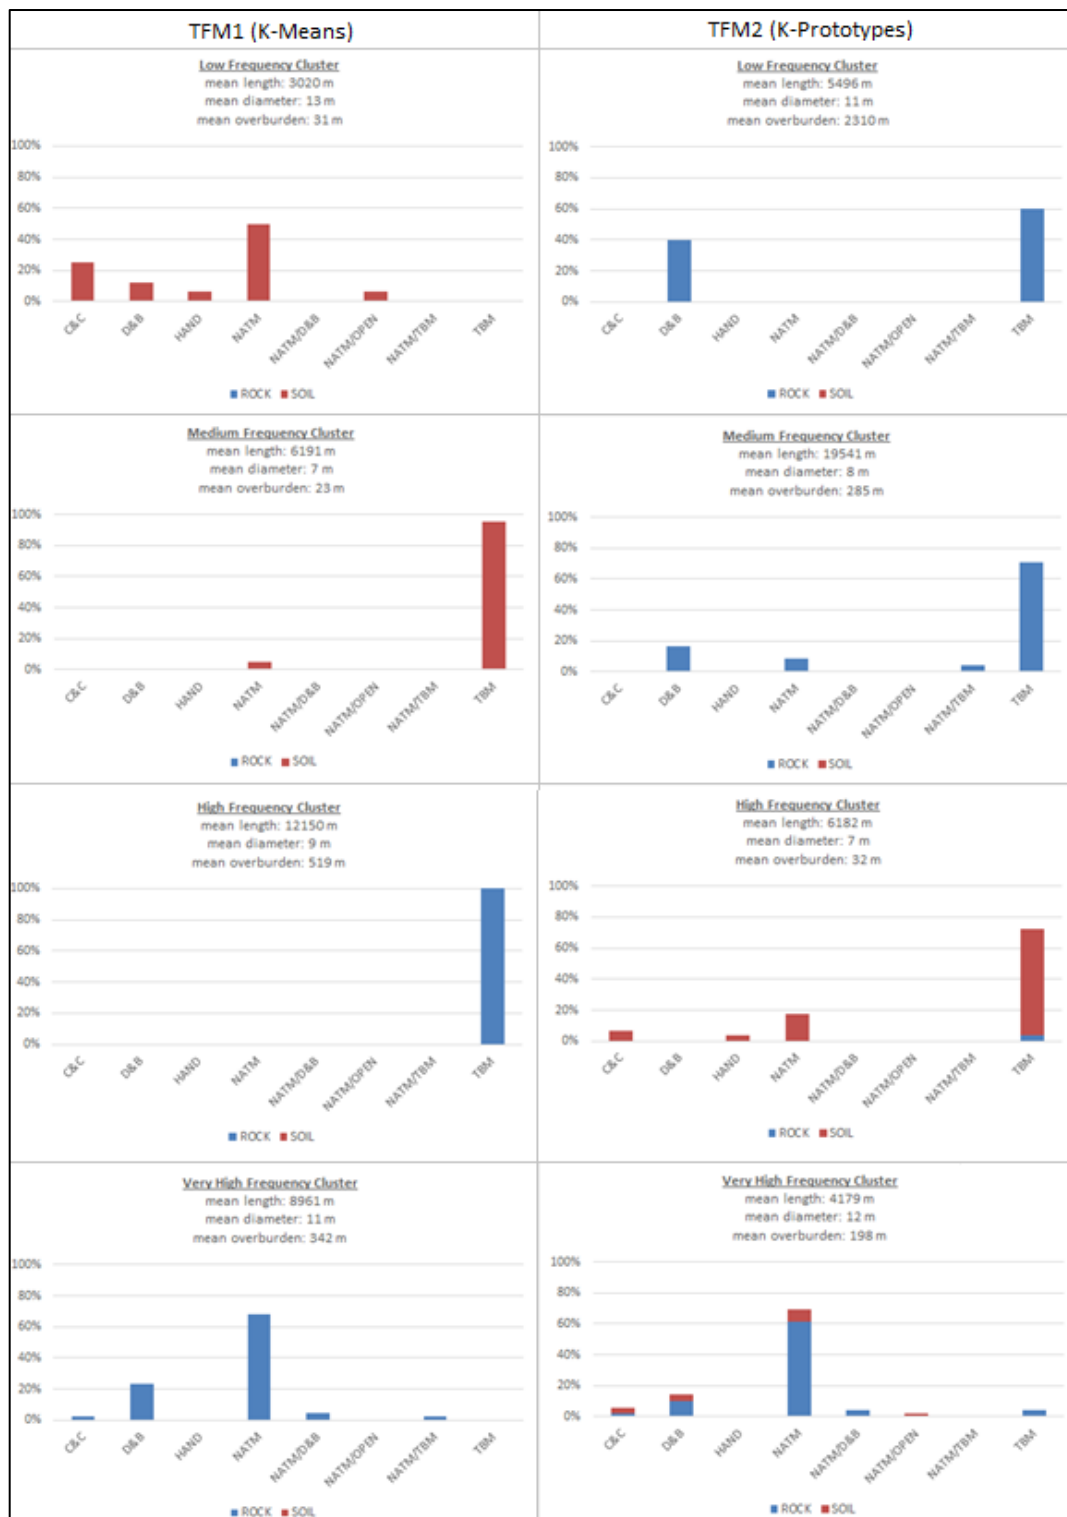 TFM1 (K-Means)
TFM2 (K-Prototypes)
Low Frequency Cluster
mean length: 3020 m
mean diameter: 13 m
mean overburden: 31 m
100%
80%
60%
40%
20%
0%
C&C
D&B
HAND
NATM
NATM/D&B
NATM/OPEN
NATM/TBM
TBM
ROCK SOIL
Low Frequency Cluster
mean length: 5496 m
mean diameter: 11 m
mean overburden: 2310 m
100%
80%
60%
40%
20%
0%
C&C
D&B
HAND
NATM
NATM/D&B
NATM/OPEN
NATM/TBM
TBM
ROCK SOIL
Medium Frequency Cluster
mean length: 6191 m
mean diameter: 7 m
mean overburden: 23 m
100%
80%
60%
40%
20%
0%
C&C
D&B
HAND
NATM
NATM/D&B
NATM/OPEN
NATM/TBM
TBM
ROCK SOIL
Medium Frequency Cluster
mean length: 19541 m
mean diameter: 8 m
mean overburden: 285 m
100%
80%
60%
40%
20%
0%
C&C
D&B
HAND
NATM
NATM/D&B
NATM/OPEN
NATM/TBM
TBM
ROCK SOIL
High Frequency Cluster
mean length: 12150 m
mean diameter: 9 m
mean overburden: 519 m
100%
80%
60%
40%
20%
0%
C&C
D&B
HAND
NATM
NATM/D&B
NATM/OPEN
NATM/TBM
TBM
ROCK SOIL
High Frequency Cluster
mean length: 6182 m
mean diameter: 7 m
mean overburden: 32 m
100%
80%
60%
40%
20%
0%
C&C
D&B
HAND
NATM
NATM/D&B
NATM/OPEN
NATM/TBM
TBM
ROCK SOIL
Very High Frequency Cluster
mean length: 8961 m
mean diameter: 11 m
mean overburden: 342 m
100%
80%
60%
40%
20%
0%
C&C
D&B
HAND
NATM
NATM/D&B
NATM/OPEN
NATM/TBM
TBM
ROCK SOIL
Very High Frequency Cluster
mean length: 4179 m
mean diameter: 12 m
mean overburden: 198 m
100%
80%
60%
40%
20%
0%
C&C
D&B
HAND
NATM
NATM/D&B
NATM/OPEN
NATM/TBM
TBM
ROCK SOIL